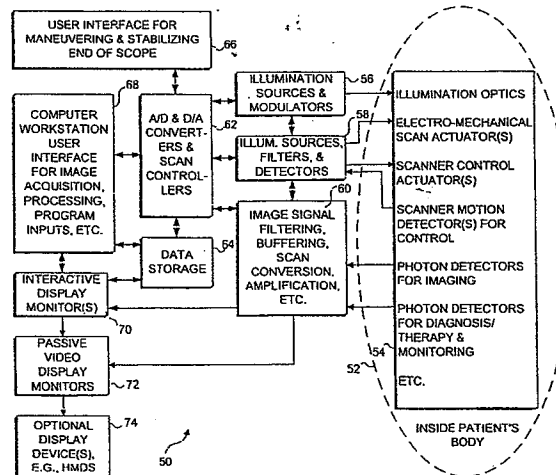 USER INTERFACE FOR
MANEUVERING & STABILIZING
END OF SCOPE
66
68
COMPUTER
WORKSTATION
USER
INTERFACE
FOR IMAGE
ACQUISITION,
PROCESSING,
PROGRAM
INPUTS, ETC.
A/D & D/A
CONVERT-
ERS &
SCAN
CONTROL-
LERS
62
ILLUMINATION
SOURCES &
MODULATORS
56
58
ILLUM. SOURCES,
FILTERS, &
DETECTORS
60
IMAGE SIGNAL
FILTERING,
BUFFERING,
SCAN
CONVERSION,
AMPLIFICATION,
ETC.
DATA
STORAGE
64
INTERACTIVE
DISPLAY
MONITOR(S)
70
PASSIVE
VIDEO
DISPLAY
MONITORS
72
74
OPTIONAL
DISPLAY
DEVICE(S),
E.G., HMDS
50
ILLUMINATION OPTICS
ELECTRO-MECHANICAL
SCAN ACTUATOR(S)
SCANNER CONTROL
ACTUATOR(S)
SCANNER MOTION
DETECTOR(S) FOR
CONTROL
PHOTON DETECTORS
FOR IMAGING
PHOTON DETECTORS
FOR DIAGNOSIS/
THERAPY &
MONITORING
ETC.
54
52
INSIDE PATIENT'S
BODY